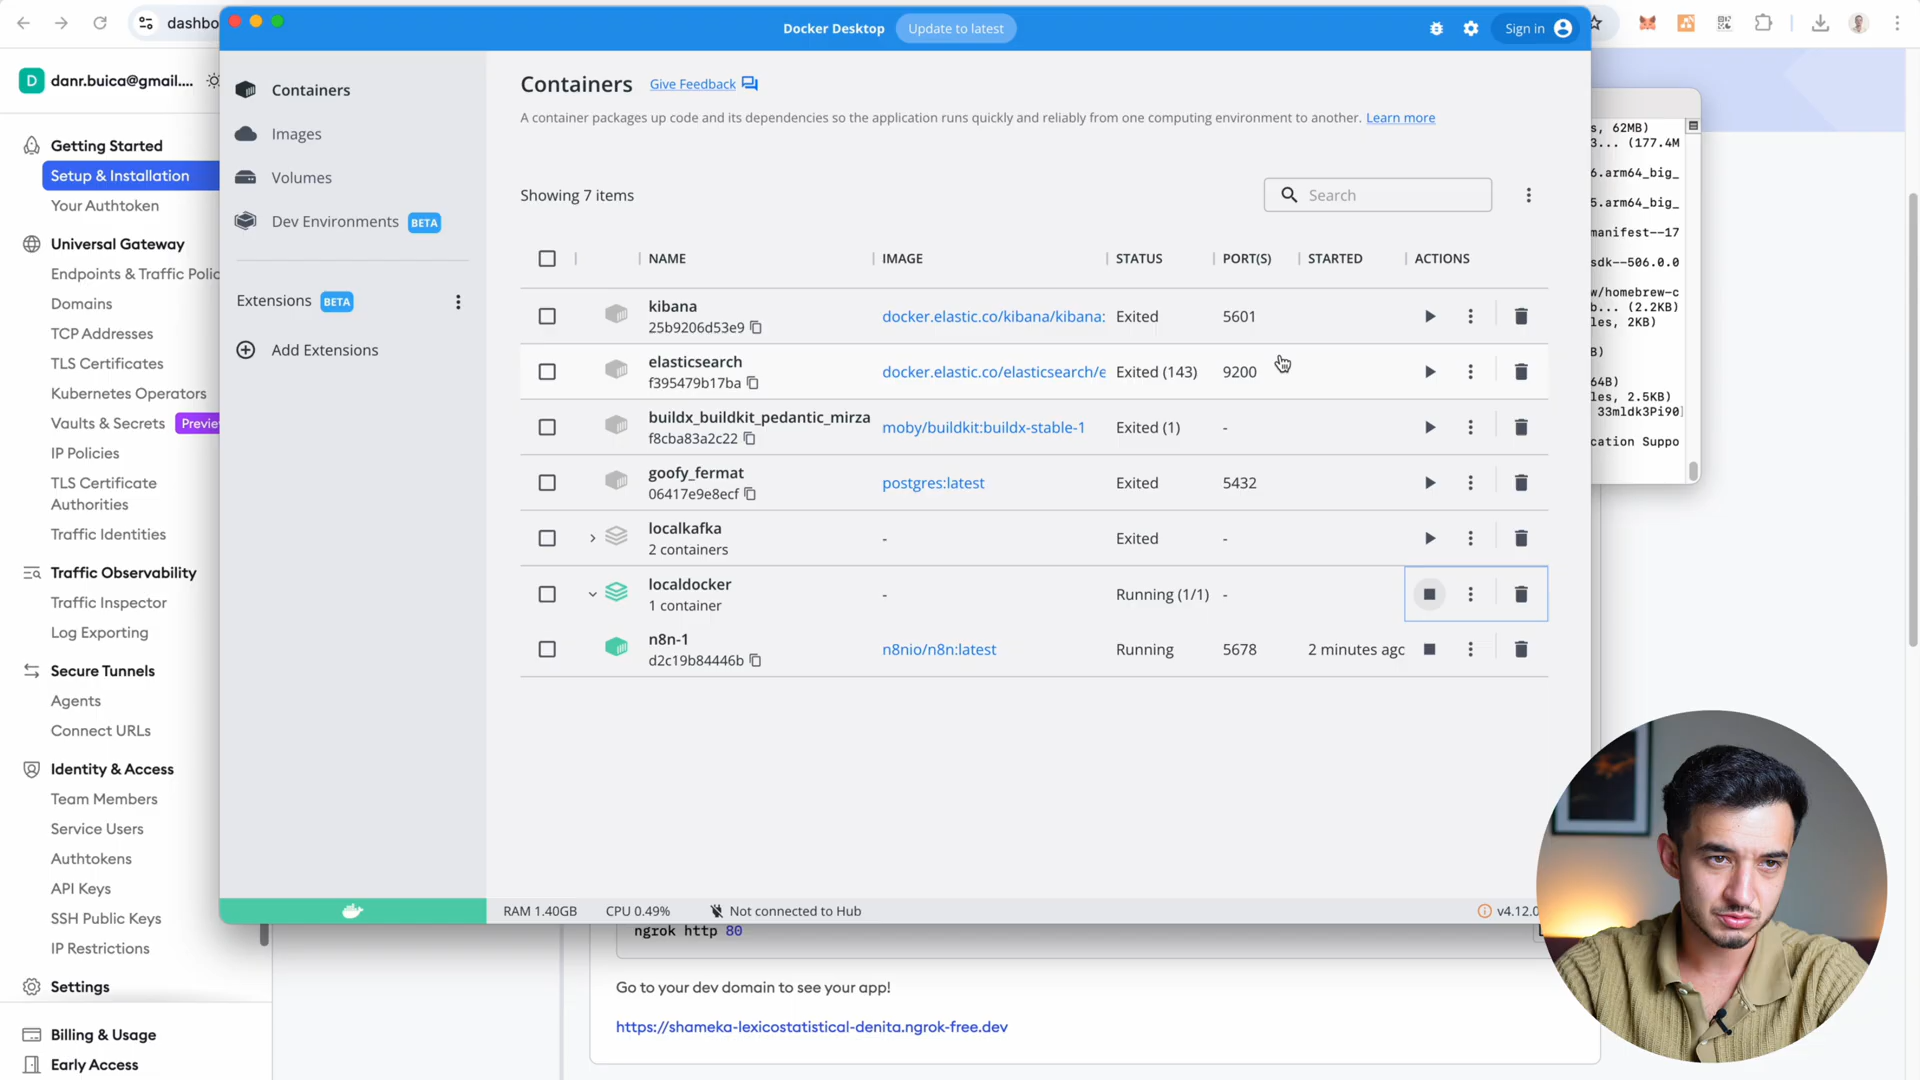 dashbo
Docker Desktop
Update to latest
Sign in
D
danr.buica@gmail....
Getting Started
Setup & Installation
Your Authtoken
Universal Gateway
Endpoints & Traffic Polic
Domains
TCP Addresses
TLS Certificates
Kubernetes Operators
Vaults & Secrets Previe
IP Policies
TLS Certificate
Authorities
Traffic Identities
Traffic Observability
Traffic Inspector
Log Exporting
Secure Tunnels
Agents
Connect URLs
Identity & Access
Team Members
Service Users
Authtokens
API Keys
SSH Public Keys
IP Restrictions
Settings
Billing & Usage
Early Access
Containers
Images
Volumes
Dev Environments BETA
Extensions BETA
Add Extensions
Containers Give Feedback
A container packages up code and its dependencies so the application runs quickly and reliably from one computing environment to another. Learn more
Showing 7 items
Search
NAME IMAGE STATUS PORT(S) STARTED ACTIONS
kibana
25b9206d53e9
docker.elastic.co/kibana/kibana: Exited 5601
elasticsearch
f395479b17ba
docker.elastic.co/elasticsearch/e Exited (143) 9200
buildx_buildkit_pedantic_mirza
f8cba83a2c22
moby/buildkit:buildx-stable-1 Exited (1) -
goofy_fermat
06417e9e8ecf
postgres:latest Exited 5432
localkafka
2 containers
- Exited -
localdocker
1 container
- Running (1/1) -
n8n-1
d2c19b84446b
n8nio/n8n:latest Running 5678 2 minutes agc
RAM 1.40GB CPU 0.49% Not connected to Hub v4.12.0
s, 62MB)
3... (177.4M
6.arm64_big_
5.arm64_big_
manifest--17
sdk--506.0.0
w/homebrew-c
b... (2.2KB)
les, 2KB)
B)
64B)
les, 2.5KB)
33mldk3Pi90
cation Suppo
ngrok http 80
Go to your dev domain to see your app!
https://shameka-lexicostatistical-denita.ngrok-free.dev